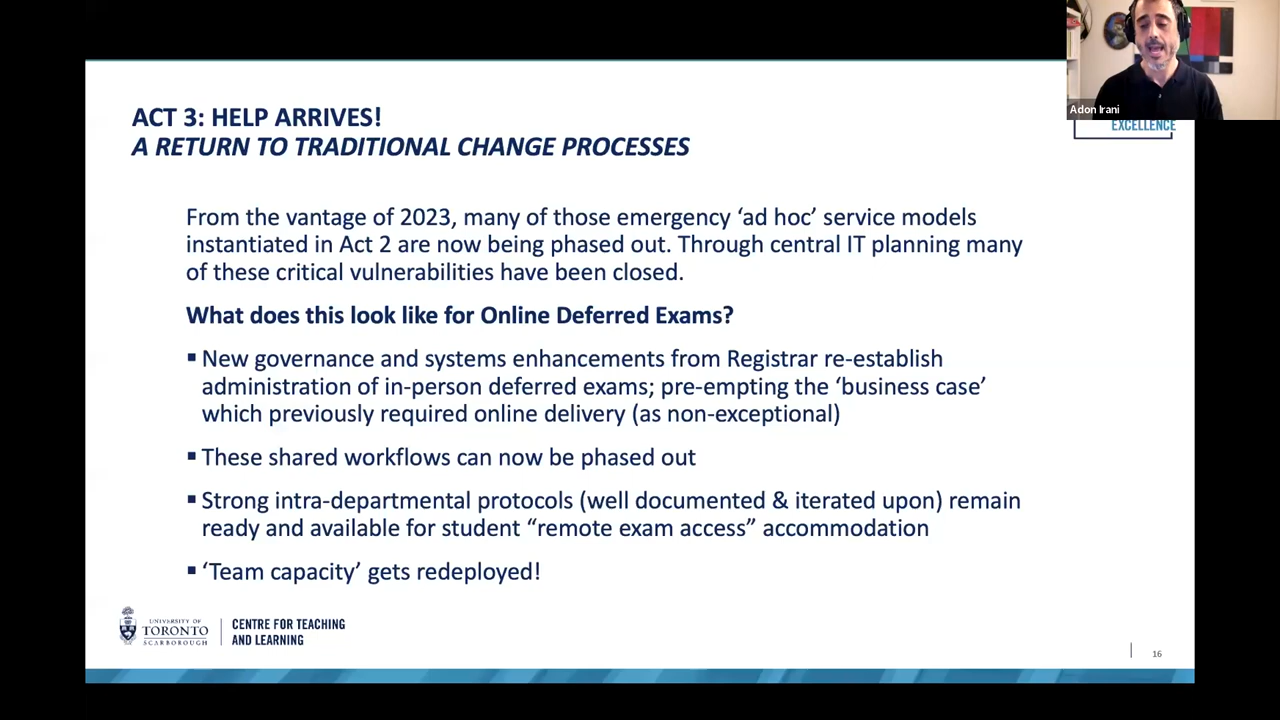 Adon Irani
EXCELLENCE
ACT 3: HELP ARRIVES!
A RETURN TO TRADITIONAL CHANGE PROCESSES
From the vantage of 2023, many of those emergency ‘ad hoc’ service models
instantiated in Act 2 are now being phased out. Through central IT planning many
of these critical vulnerabilities have been closed.
What does this look like for Online Deferred Exams?
▪ New governance and systems enhancements from Registrar re-establish
administration of in-person deferred exams; pre-empting the ‘business case’
which previously required online delivery (as non-exceptional)
▪ These shared workflows can now be phased out
▪ Strong intra-departmental protocols (well documented & iterated upon) remain
ready and available for student “remote exam access” accommodation
▪ ‘Team capacity’ gets redeployed!
UNIVERSITY OF
TORONTO
SCARBOROUGH
CENTRE FOR TEACHING
AND LEARNING
16